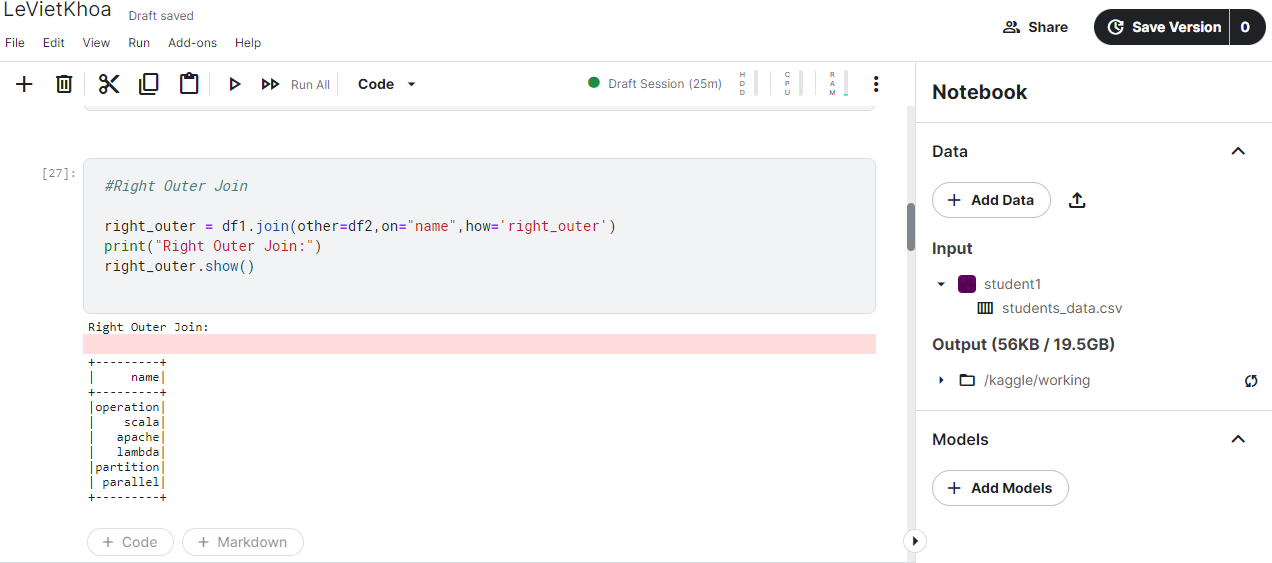 LeVietKhoa Draft saved
File Edit View Run Add-ons Help
Share
Save Version 0
Run All Code Draft Session (25m) HDD CPU RAM
[27]:
#Right Outer Join
right_outer = df1.join(other=df2,on="name",how='right_outer')
print("Right Outer Join:")
right_outer.show()
Right Outer Join:
+---------+
|     name|
+---------+
|operation|
|    scala|
|   apache|
|   lambda|
|partition|
| parallel|
+---------+
+ Code + Markdown
Notebook
Data
+ Add Data
Input
student1
students_data.csv
Output (56KB / 19.5GB)
/kaggle/working
Models
+ Add Models